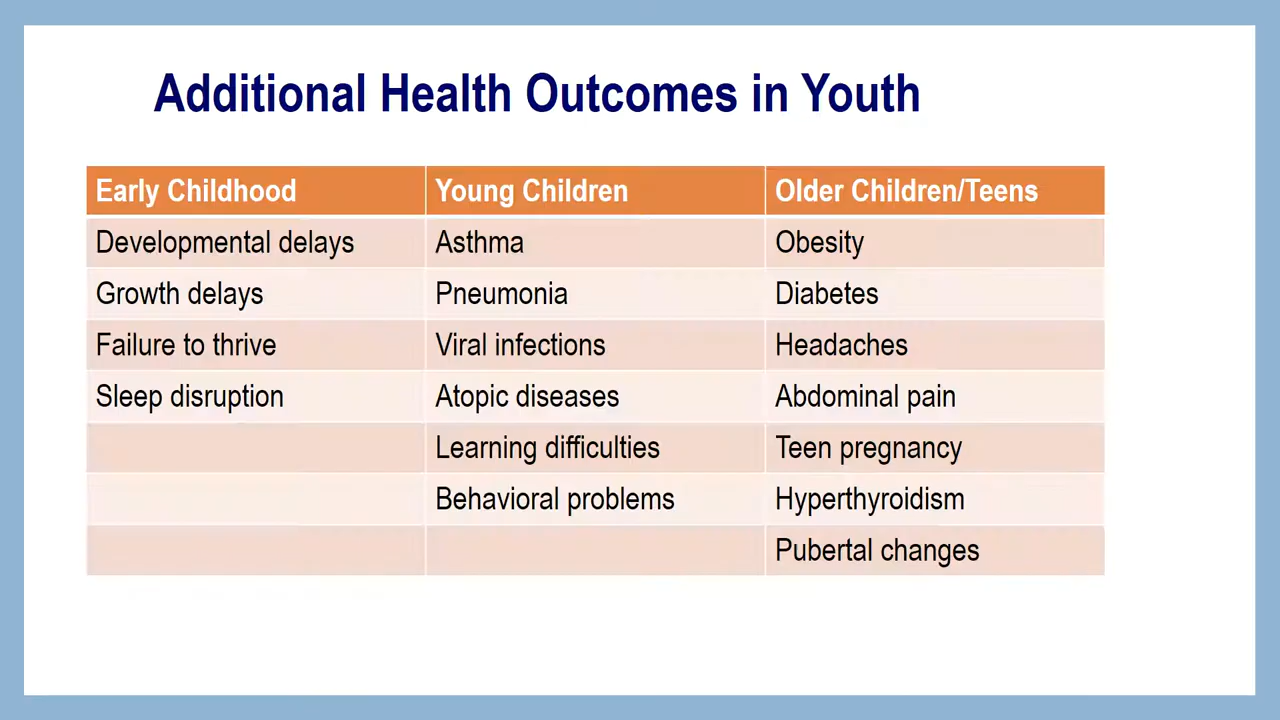 Additional Health Outcomes in Youth
Early Childhood Young Children Older Children/Teens
Developmental delays Asthma Obesity
Growth delays Pneumonia Diabetes
Failure to thrive Viral infections Headaches
Sleep disruption Atopic diseases Abdominal pain
Learning difficulties Teen pregnancy
Behavioral problems Hyperthyroidism
Pubertal changes